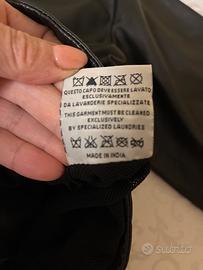 QUESTO CAPO DEVE ESSERE LAVATO
ESCLUSIVAMENTE
DA LAVANDERIE SPECIALIZZATE
THIS GARMENT MUST BE CLEANED
EXCLUSIVELY
BY SPECIALIZED LAUNDRIES
MADE IN INDIA
subito